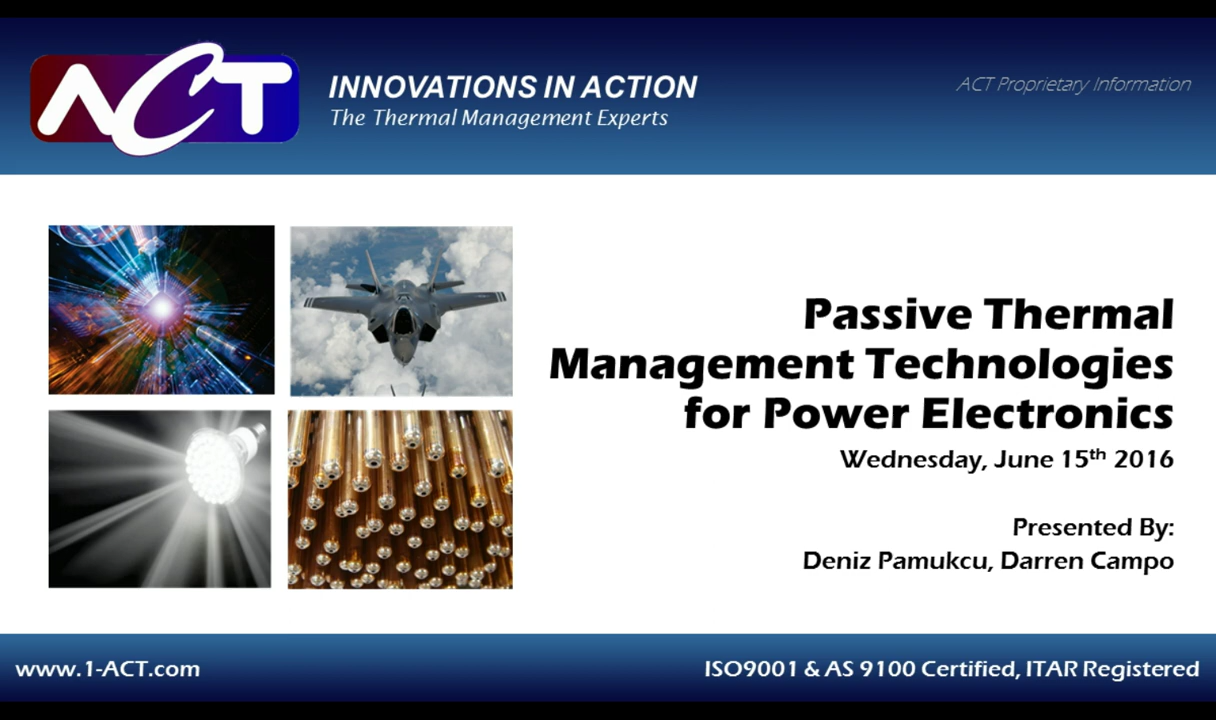 ACT
INNOVATIONS IN ACTION
The Thermal Management Experts
ACT Proprietary Information
Passive Thermal
Management Technologies
for Power Electronics
Wednesday, June 15th 2016
Presented By:
Deniz Pamukcu, Darren Campo
www.1-ACT.com
ISO9001 & AS 9100 Certified, ITAR Registered